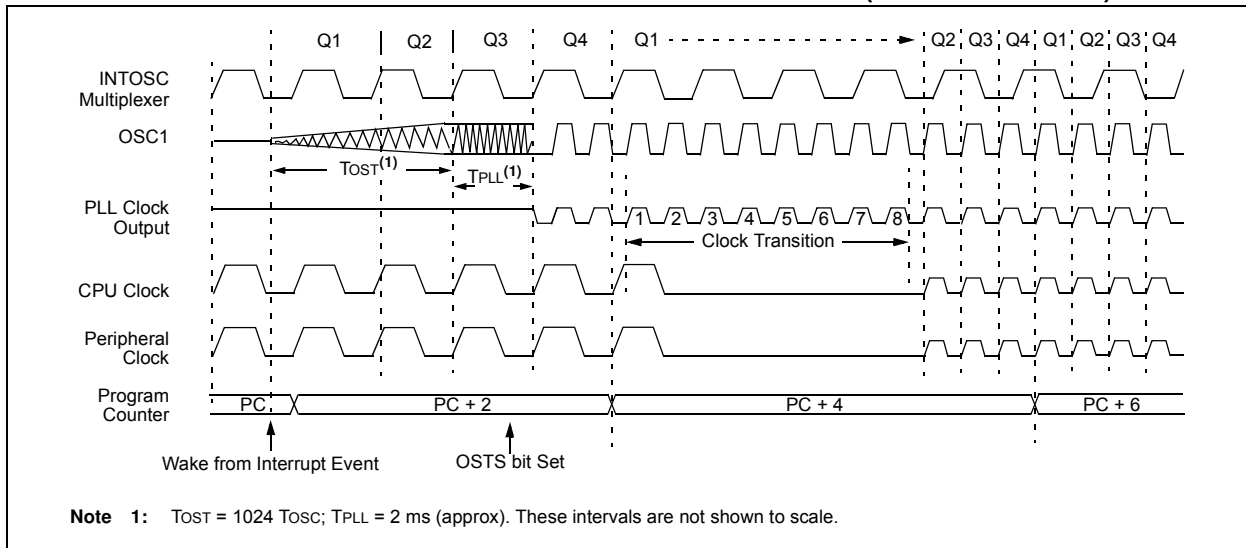 Q1 Q2 Q3 Q4 Q1 Q2 Q3 Q4 Q1 Q2 Q3 Q4
INTOSC
Multiplexer
OSC1
TOST(1)
TPLL(1)
PLL Clock
Output
1 2 3 4 5 6 7 8
Clock Transition
CPU Clock
Peripheral
Clock
Program
Counter
PC PC + 2 PC + 4 PC + 6
Wake from Interrupt Event OSTS bit Set
Note 1: TOST = 1024 TOSC; TPLL = 2 ms (approx). These intervals are not shown to scale.